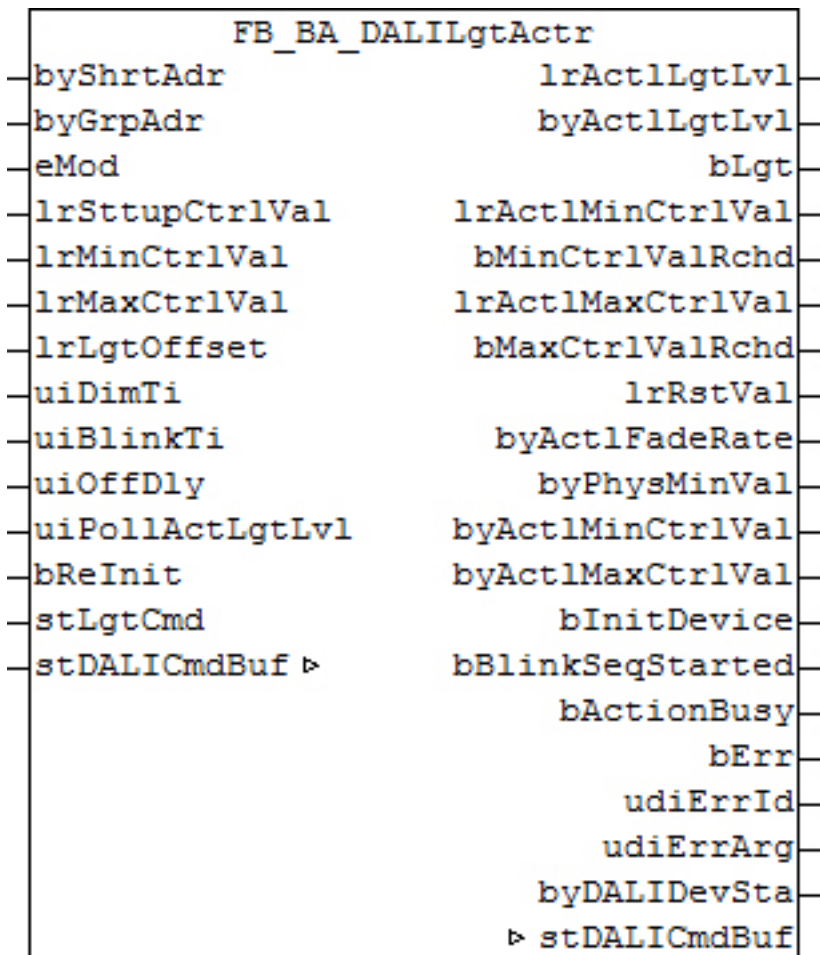 FB_BA_DALILgtActr
byShrtAdr lrActlLgtLvl
byGrpAdr byActlLgtLvl
eMod bLgt
lrSttupCtrlVal lrActlMinCtrlVal
lrMinCtrlVal bMinCtrlValRchd
lrMaxCtrlVal lrActlMaxCtrlVal
lrLgtOffset bMaxCtrlValRchd
uiDimTi lrRstVal
uiBlinkTi byActlFadeRate
uiOffDly byPhysMinVal
uiPollActLgtLvl byActlMinCtrlVal
bReInit byActlMaxCtrlVal
stLgtCmd bInitDevice
stDALICmdBuf ▹ bBlinkSeqStarted
bActionBusy
bErr
udiErrId
udiErrArg
byDALIDevSta
▹ stDALICmdBuf